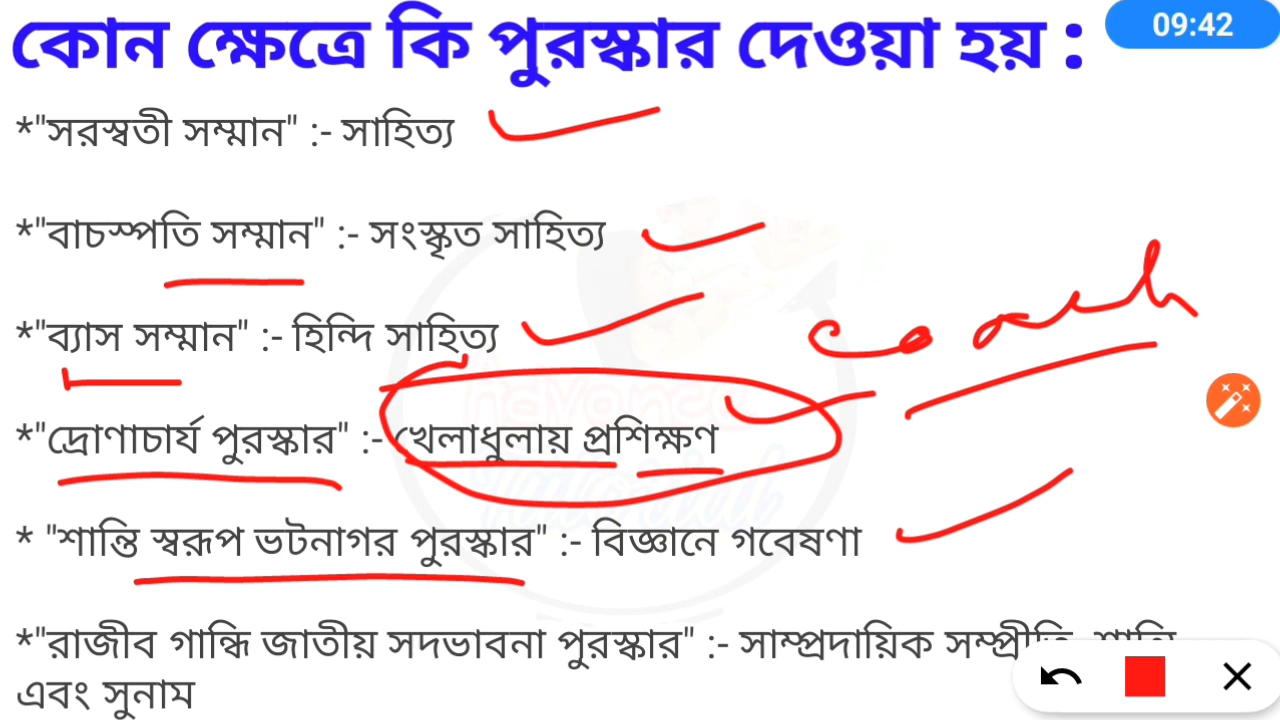 কোন ক্ষেত্রে কি পুরস্কার দেওয়া হয় :
09:42
*"সরস্বতী সম্মান" :- সাহিত্য
*"বাচস্পতি সম্মান" :- সংস্কৃত সাহিত্য
coach
*"ব্যাস সম্মান" :- হিন্দি সাহিত্য
*"দ্রোণাচার্য পুরস্কার" :- খেলাধুলায় প্রশিক্ষণ
* "শান্তি স্বরূপ ভটনাগর পুরস্কার" :- বিজ্ঞানে গবেষণা
*"রাজীব গান্ধি জাতীয় সদভাবনা পুরস্কার" :- সাম্প্রদায়িক সম্প্রীতি, শান্তি
এবং সুনাম